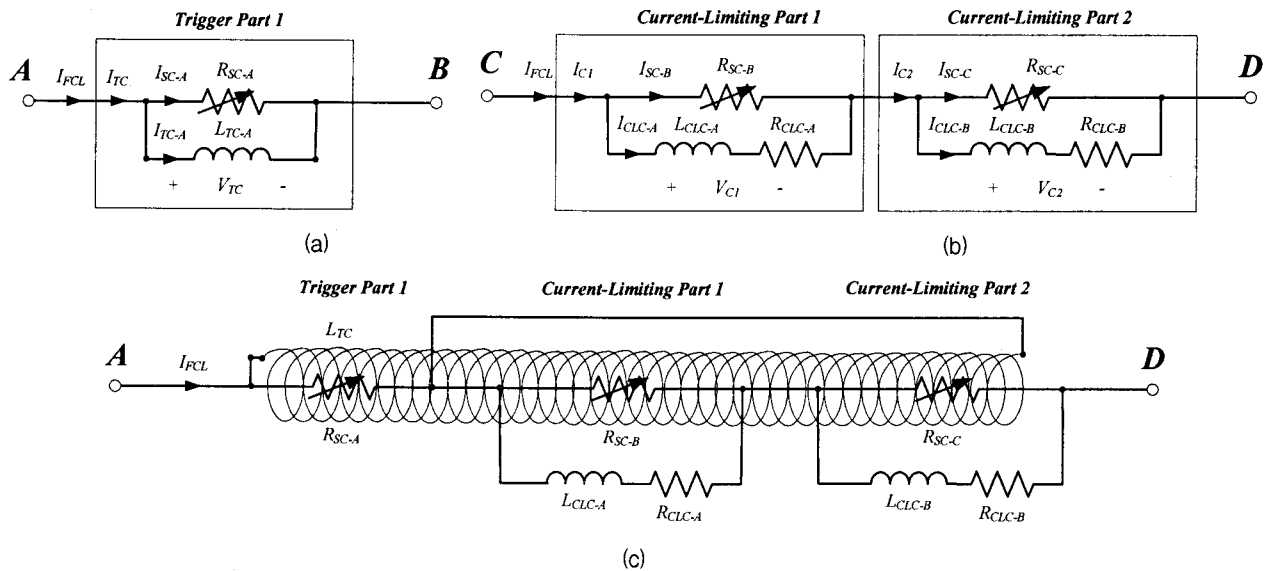 Trigger Part 1
Current-Limiting Part 1
Current-Limiting Part 2
A
I_FCL
I_TC
I_SC-A
R_SC-A
B
I_TC-A
L_TC-A
+ V_TC -
(a)
C
I_FCL
I_C1
I_SC-B
R_SC-B
I_CLC-A
L_CLC-A
R_CLC-A
+ V_C1 -
I_C2
I_SC-C
R_SC-C
D
I_CLC-B
L_CLC-B
R_CLC-B
+ V_C2 -
(b)
Trigger Part 1
Current-Limiting Part 1
Current-Limiting Part 2
L_TC
A
I_FCL
D
R_SC-A
R_SC-B
R_SC-C
L_CLC-A
R_CLC-A
L_CLC-B
R_CLC-B
(c)